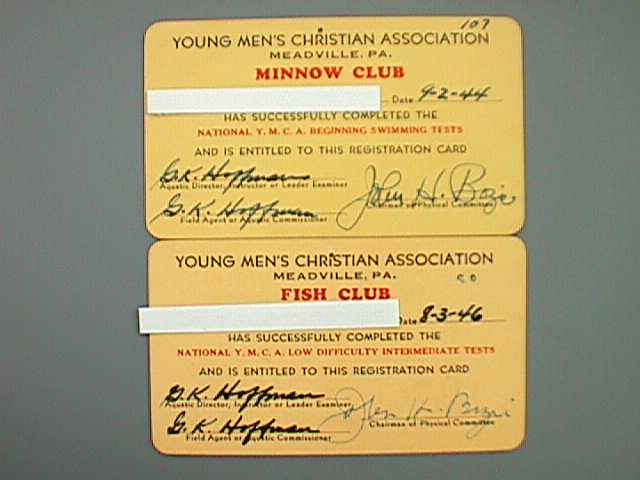 107
YOUNG MEN'S CHRISTIAN ASSOCIATION
MEADVILLE, PA.
MINNOW CLUB
Date 9-2-44
HAS SUCCESSFULLY COMPLETED THE
NATIONAL Y. M. C. A. BEGINNING SWIMMING TESTS
AND IS ENTITLED TO THIS REGISTRATION CARD
G.K. Hoffman John H. Bozic
Aquatic Director, Instructor or Leader Examiner Chairman of Physical Committee
G.K. Hoffman
Field Agent or Aquatic Commissioner
YOUNG MEN'S CHRISTIAN ASSOCIATION
MEADVILLE, PA.
FISH CLUB
Date 8-3-46
HAS SUCCESSFULLY COMPLETED THE
NATIONAL Y. M. C. A. LOW DIFFICULTY INTERMEDIATE TESTS
AND IS ENTITLED TO THIS REGISTRATION CARD
G.K. Hoffman
Aquatic Director, Instructor or Leader Examiner
G.K. Hoffman Chairman of Physical Committee
Field Agent or Aquatic Commissioner